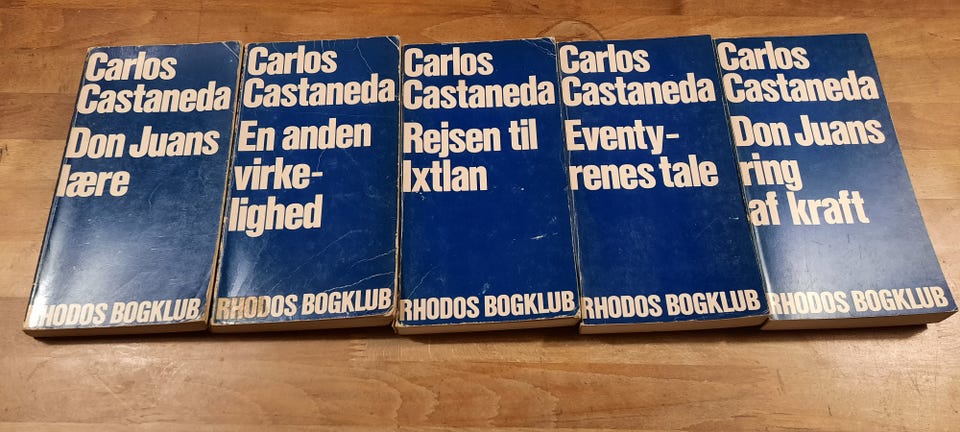 Carlos
Castaneda
Don Juans
lære
RHODOS BOGKLUB
Carlos
Castaneda
En anden
virke-
lighed
RHODOS BOGKLUB
Carlos
Castaneda
Rejsen til
Ixtlan
RHODOS BOGKLUB
Carlos
Castaneda
Eventy-
renes tale
RHODOS BOGKLUB
Carlos
Castaneda
Don Juans
ring
af kraft
RHODOS BOGKLUB